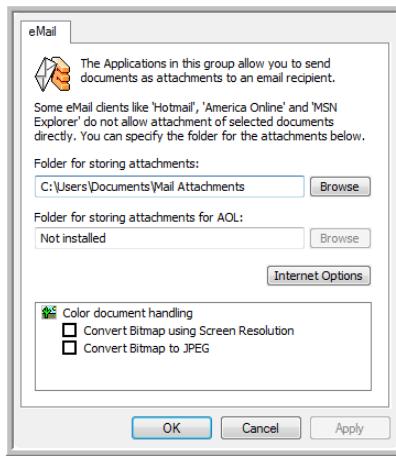 eMail
The Applications in this group allow you to send
documents as attachments to an email recipient.
Some eMail clients like 'Hotmail', 'America Online' and 'MSN
Explorer' do not allow attachment of selected documents
directly. You can specify the folder for the attachments below.
Folder for storing attachments:
C:\Users\Documents\Mail Attachments
Browse
Folder for storing attachments for AOL:
Not installed
Browse
Internet Options
Color document handling
Convert Bitmap using Screen Resolution
Convert Bitmap to JPEG
OK
Cancel
Apply